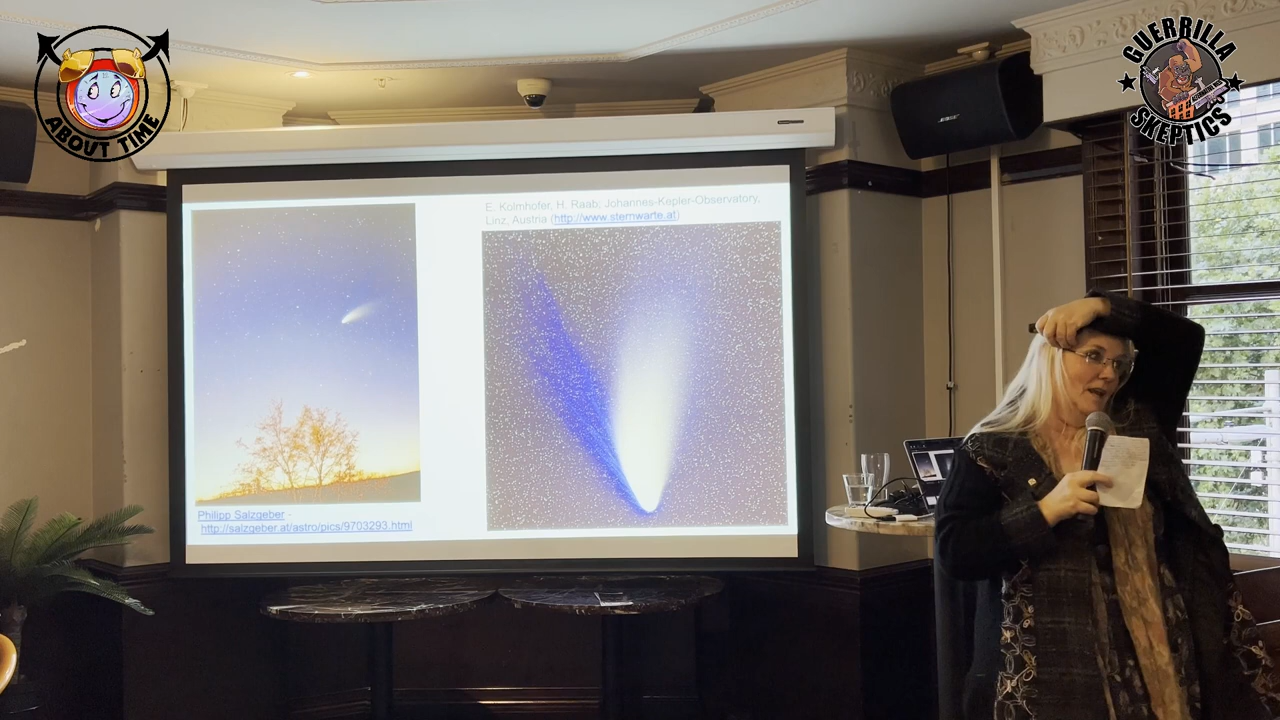 ABOUT TIME
GUERRILLA
SKEPTICS
BOSE
E. Kolmhofer, H. Raab; Johannes-Kepler-Observatory,
Linz, Austria (http://www.sternwarte.at)
Philipp Salzgeber -
http://salzgeber.at/astro/pics/9703293.html